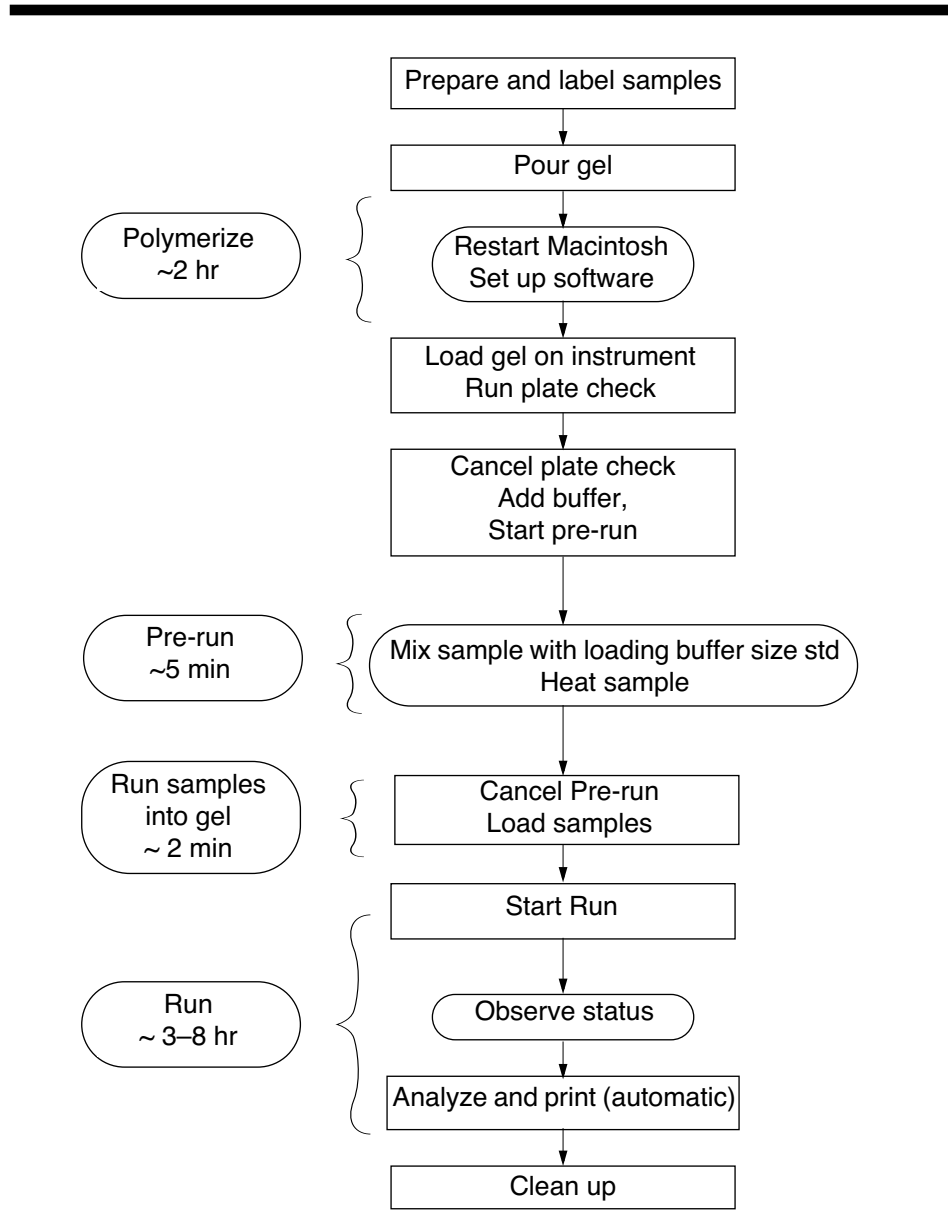 Prepare and label samples
Pour gel
Polymerize
~2 hr
Restart Macintosh
Set up software
Load gel on instrument
Run plate check
Cancel plate check
Add buffer,
Start pre-run
Pre-run
~5 min
Mix sample with loading buffer size std
Heat sample
Run samples
into gel
~ 2 min
Cancel Pre-run
Load samples
Start Run
Run
~ 3–8 hr
Observe status
Analyze and print (automatic)
Clean up